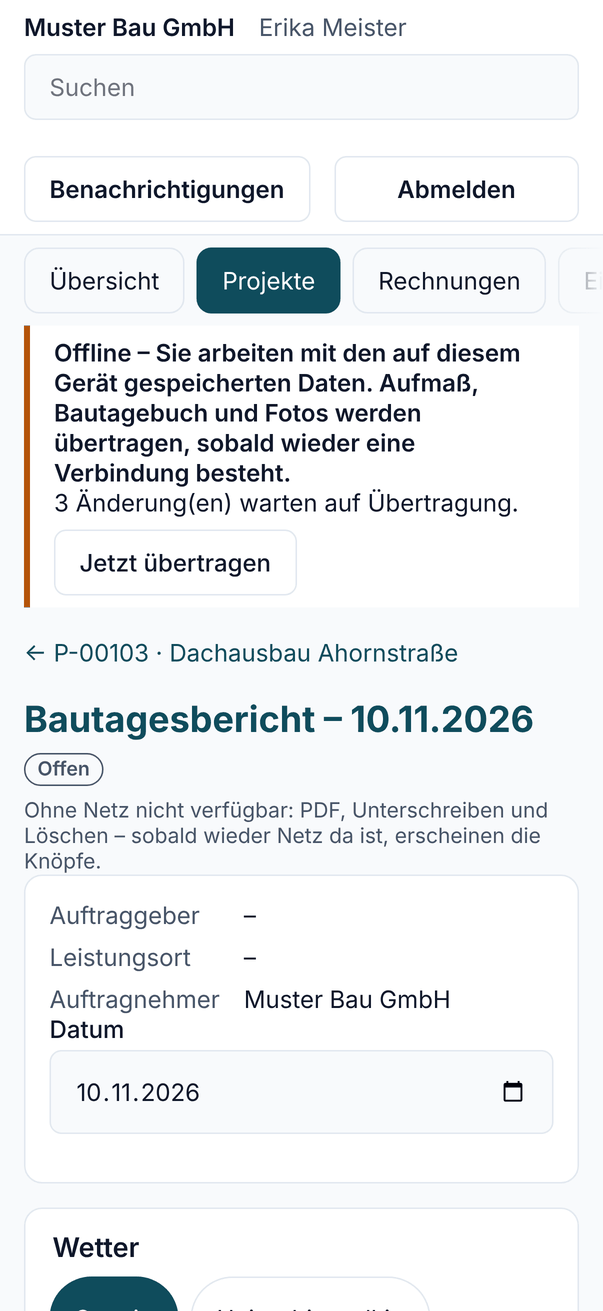 Muster Bau GmbH Erika Meister
Suchen
Benachrichtigungen Abmelden
Übersicht Projekte Rechnungen
Offline – Sie arbeiten mit den auf diesem
Gerät gespeicherten Daten. Aufmaß,
Bautagebuch und Fotos werden
übertragen, sobald wieder eine
Verbindung besteht.
3 Änderung(en) warten auf Übertragung.
Jetzt übertragen
← P-00103 · Dachausbau Ahornstraße
Bautagesbericht – 10.11.2026
Offen
Ohne Netz nicht verfügbar: PDF, Unterschreiben und
Löschen – sobald wieder Netz da ist, erscheinen die
Knöpfe.
Auftraggeber –
Leistungsort –
Auftragnehmer Muster Bau GmbH
Datum
10.11.2026
Wetter